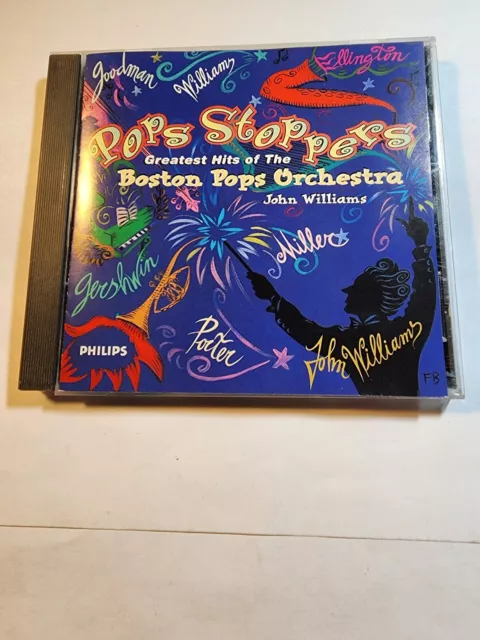 Goodman
Williams
Ellington
Pops Stoppers
Greatest Hits of The
Boston Pops Orchestra
John Williams
Miller
Gershwin
Porter
PHILIPS
John Williams
FB